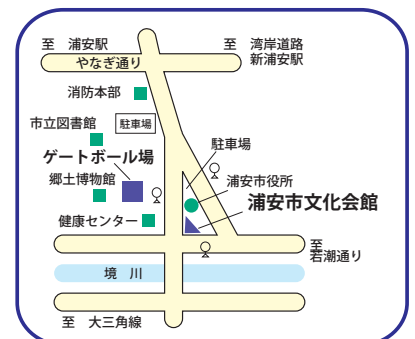 至　浦安駅
至　湾岸道路
新浦安駅
やなぎ通り
消防本部
市立図書館
駐車場
駐車場
ゲートボール場
郷土博物館
浦安市役所
浦安市文化会館
健康センター
至
若潮通り
境　川
至　大三角線